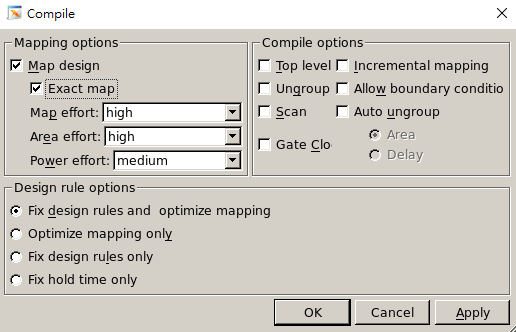 Compile
Mapping options
Map design
Exact map
Map effort: high
Area effort: high
Power effort: medium
Compile options
Top level Incremental mapping
Ungroup Allow boundary conditio
Scan Auto ungroup
Area
Gate Clo
Delay
Design rule options
Fix design rules and optimize mapping
Optimize mapping only
Fix design rules only
Fix hold time only
OK Cancel Apply